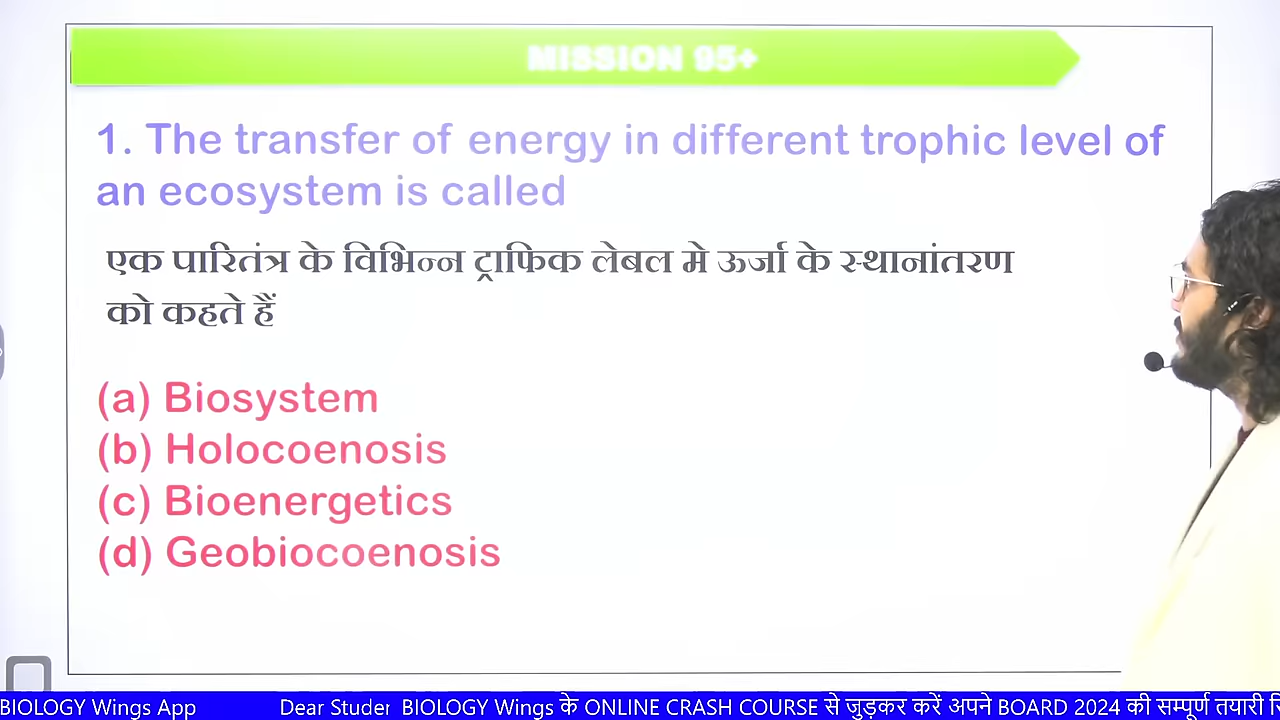 MISSION 95+
1. The transfer of energy in different trophic level of
an ecosystem is called
एक पारितंत्र के विभिन्न ट्राफिक लेबल मे ऊर्जा के स्थानांतरण
को कहते हैं
(a) Biosystem
(b) Holocoenosis
(c) Bioenergetics
(d) Geobiocoenosis
BIOLOGY Wings App Dear Studer BIOLOGY Wings के ONLINE CRASH COURSE से जुड़कर करें अपने BOARD 2024 की सम्पूर्ण तयारी